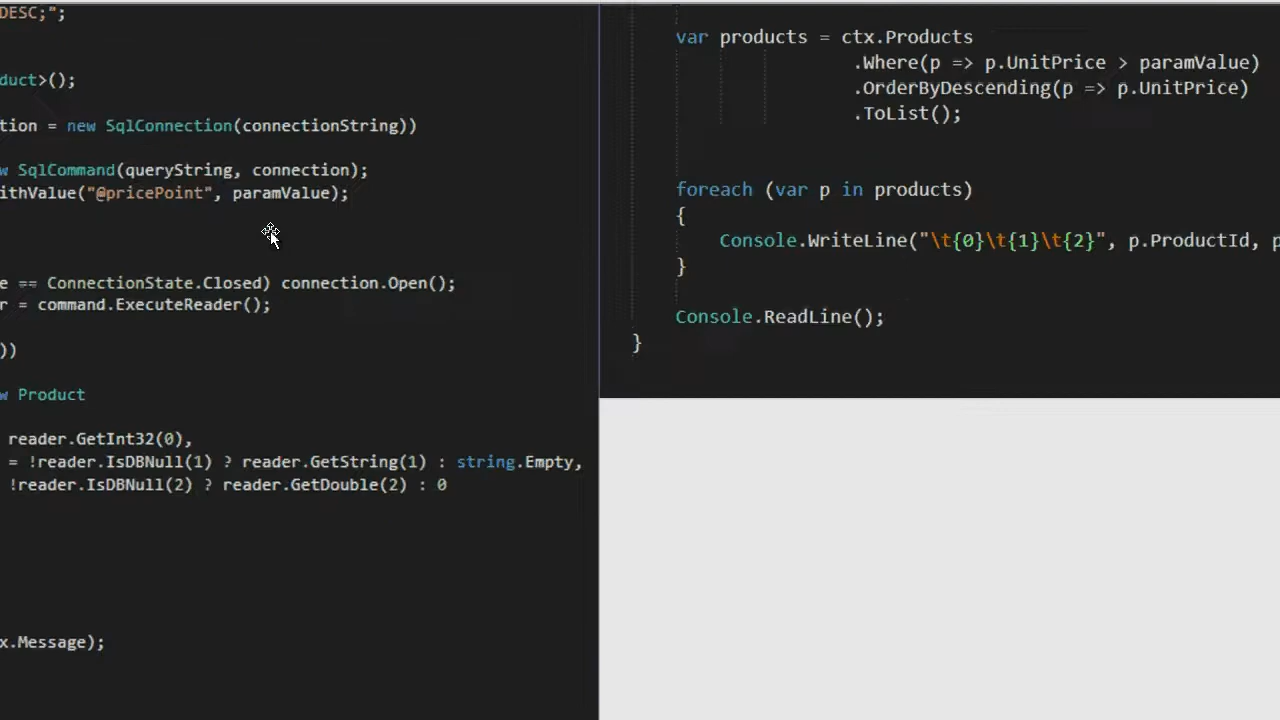 DESC;";
duct>();
tion = new SqlConnection(connectionString))
w SqlCommand(queryString, connection);
ithValue("@pricePoint", paramValue);
e == ConnectionState.Closed) connection.Open();
r = command.ExecuteReader();
))
w Product
reader.GetInt32(0),
= !reader.IsDBNull(1) ? reader.GetString(1) : string.Empty,
!reader.IsDBNull(2) ? reader.GetDouble(2) : 0
x.Message);
var products = ctx.Products
.Where(p => p.UnitPrice > paramValue)
.OrderByDescending(p => p.UnitPrice)
.ToList();
foreach (var p in products)
{
Console.WriteLine("\t{0}\t{1}\t{2}", p.ProductId, p
}
Console.ReadLine();
}